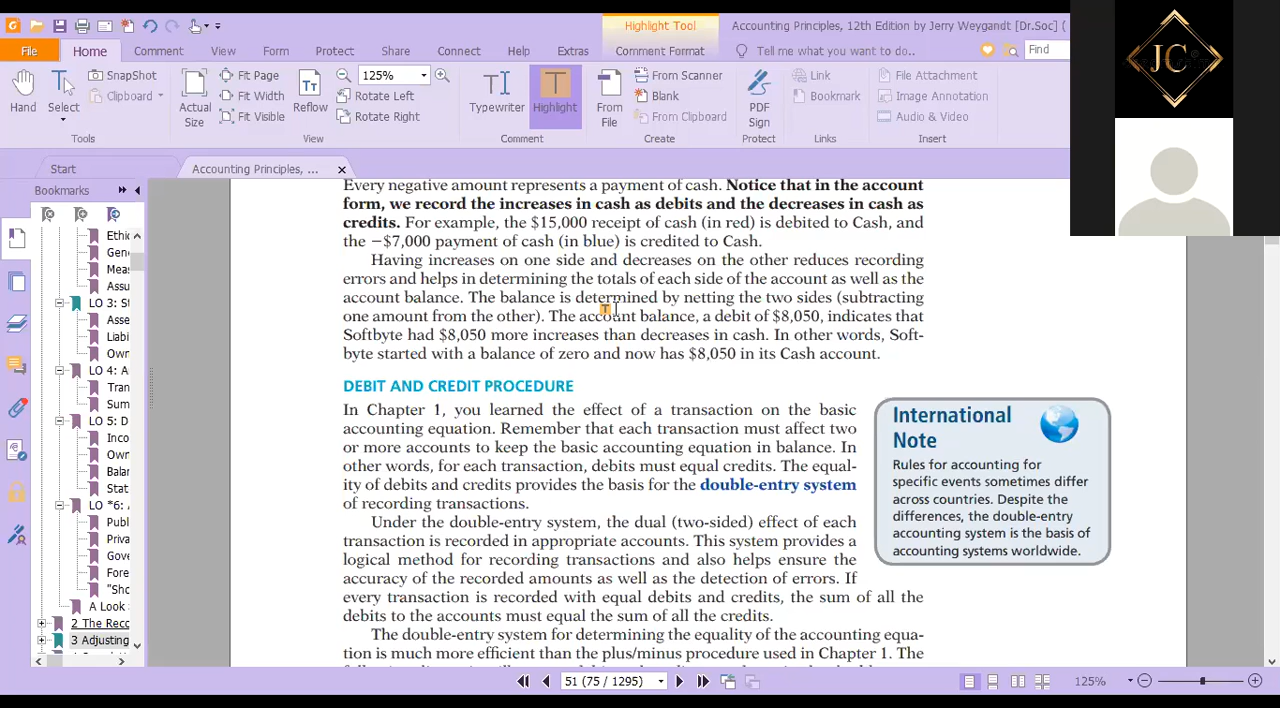 Highlight Tool
Accounting Principles, 12th Edition by Jerry Weygandt [Dr.Soc] (
File Home Comment View Form Protect Share Connect Help Extras Comment Format Tell me what you want to do.. Find
SnapShot
Clipboard
Hand
Select
Tools
Actual
Size
Fit Page
Fit Width
Fit Visible
Reflow
125%
Rotate Left
Rotate Right
View
Typewriter
Highlight
Comment
From
File
From Scanner
Blank
From Clipboard
Create
PDF
Sign
Protect
Link
Bookmark
Links
File Attachment
Image Annotation
Audio & Video
Insert
JC
Start
Accounting Principles, ...
Bookmarks
Ethic
Gene
Meas
Assu
LO 3: St
Asse
Liabi
Own
LO 4: A
Tran
Sum
LO 5: D
Inco
Own
Balar
Stat
LO *6: A
Publ
Priva
Gove
Fore
"Sho
A Look
2 The Reco
3 Adjusting
Every negative amount represents a payment of cash. Notice that in the account
form, we record the increases in cash as debits and the decreases in cash as
credits. For example, the $15,000 receipt of cash (in red) is debited to Cash, and
the −$7,000 payment of cash (in blue) is credited to Cash.
Having increases on one side and decreases on the other reduces recording
errors and helps in determining the totals of each side of the account as well as the
account balance. The balance is determined by netting the two sides (subtracting
one amount from the other). The account balance, a debit of $8,050, indicates that
Softbyte had $8,050 more increases than decreases in cash. In other words, Soft-
byte started with a balance of zero and now has $8,050 in its Cash account.
DEBIT AND CREDIT PROCEDURE
In Chapter 1, you learned the effect of a transaction on the basic
accounting equation. Remember that each transaction must affect two
or more accounts to keep the basic accounting equation in balance. In
other words, for each transaction, debits must equal credits. The equal-
ity of debits and credits provides the basis for the double-entry system
of recording transactions.
Under the double-entry system, the dual (two-sided) effect of each
transaction is recorded in appropriate accounts. This system provides a
logical method for recording transactions and also helps ensure the
accuracy of the recorded amounts as well as the detection of errors. If
every transaction is recorded with equal debits and credits, the sum of all the
debits to the accounts must equal the sum of all the credits.
The double-entry system for determining the equality of the accounting equa-
tion is much more efficient than the plus/minus procedure used in Chapter 1. The
International
Note
Rules for accounting for
specific events sometimes differ
across countries. Despite the
differences, the double-entry
accounting system is the basis of
accounting systems worldwide.
51 (75 / 1295)
125%